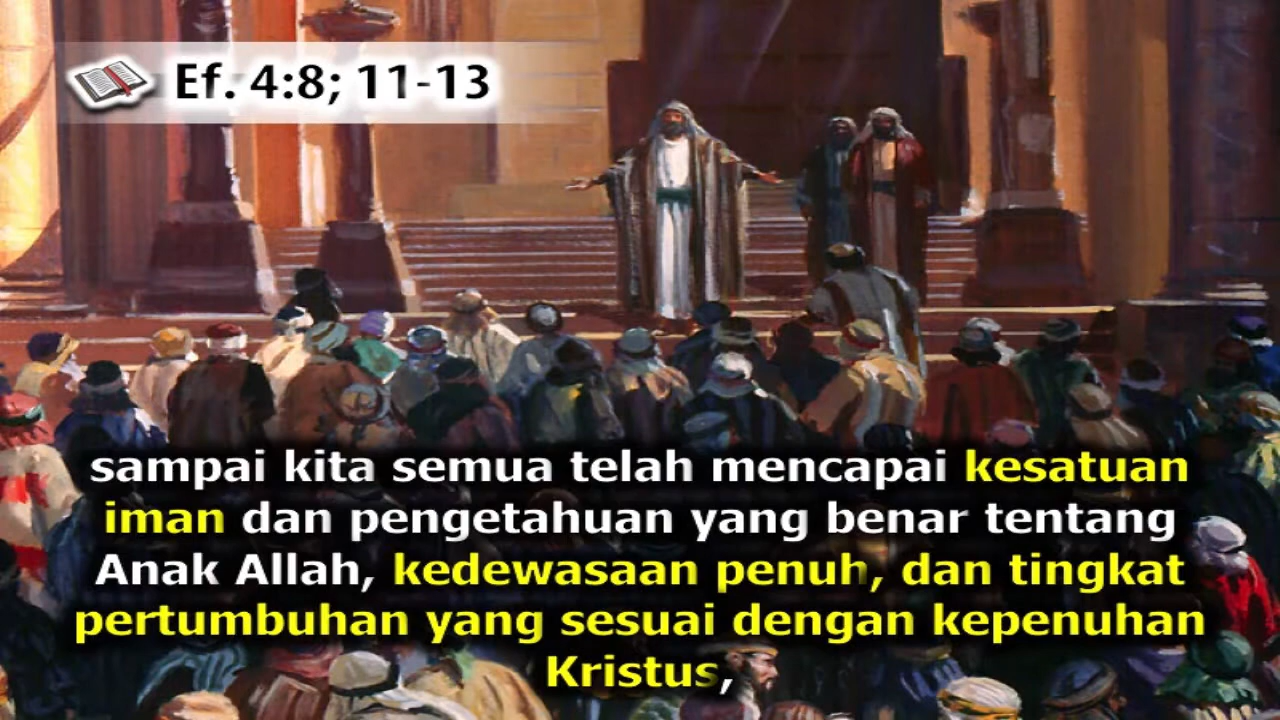 Ef. 4:8; 11-13
sampai kita semua telah mencapai kesatuan
iman dan pengetahuan yang benar tentang
Anak Allah, kedewasaan penuh, dan tingkat
pertumbuhan yang sesuai dengan kepenuhan
Kristus,